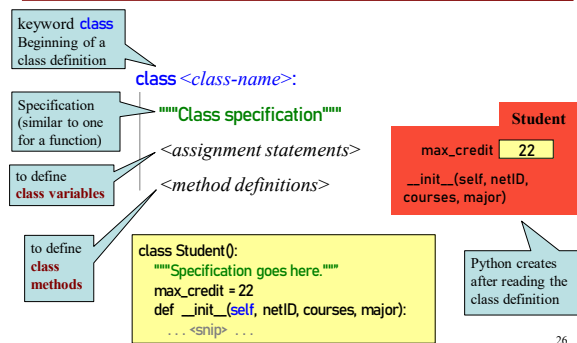 keyword class
Beginning of a
class definition
class <class-name>:
Specification
(similar to one
for a function)
"""Class specification"""
<assignment statements>
to define
class variables
<method definitions>
to define
class
methods
class Student():
"""Specification goes here."""
max_credit = 22
def __init__(self, netID, courses, major):
. . . <snip> . . .
Student
max_credit 22
__init__(self, netID,
courses, major)
Python creates
after reading the
class definition
26